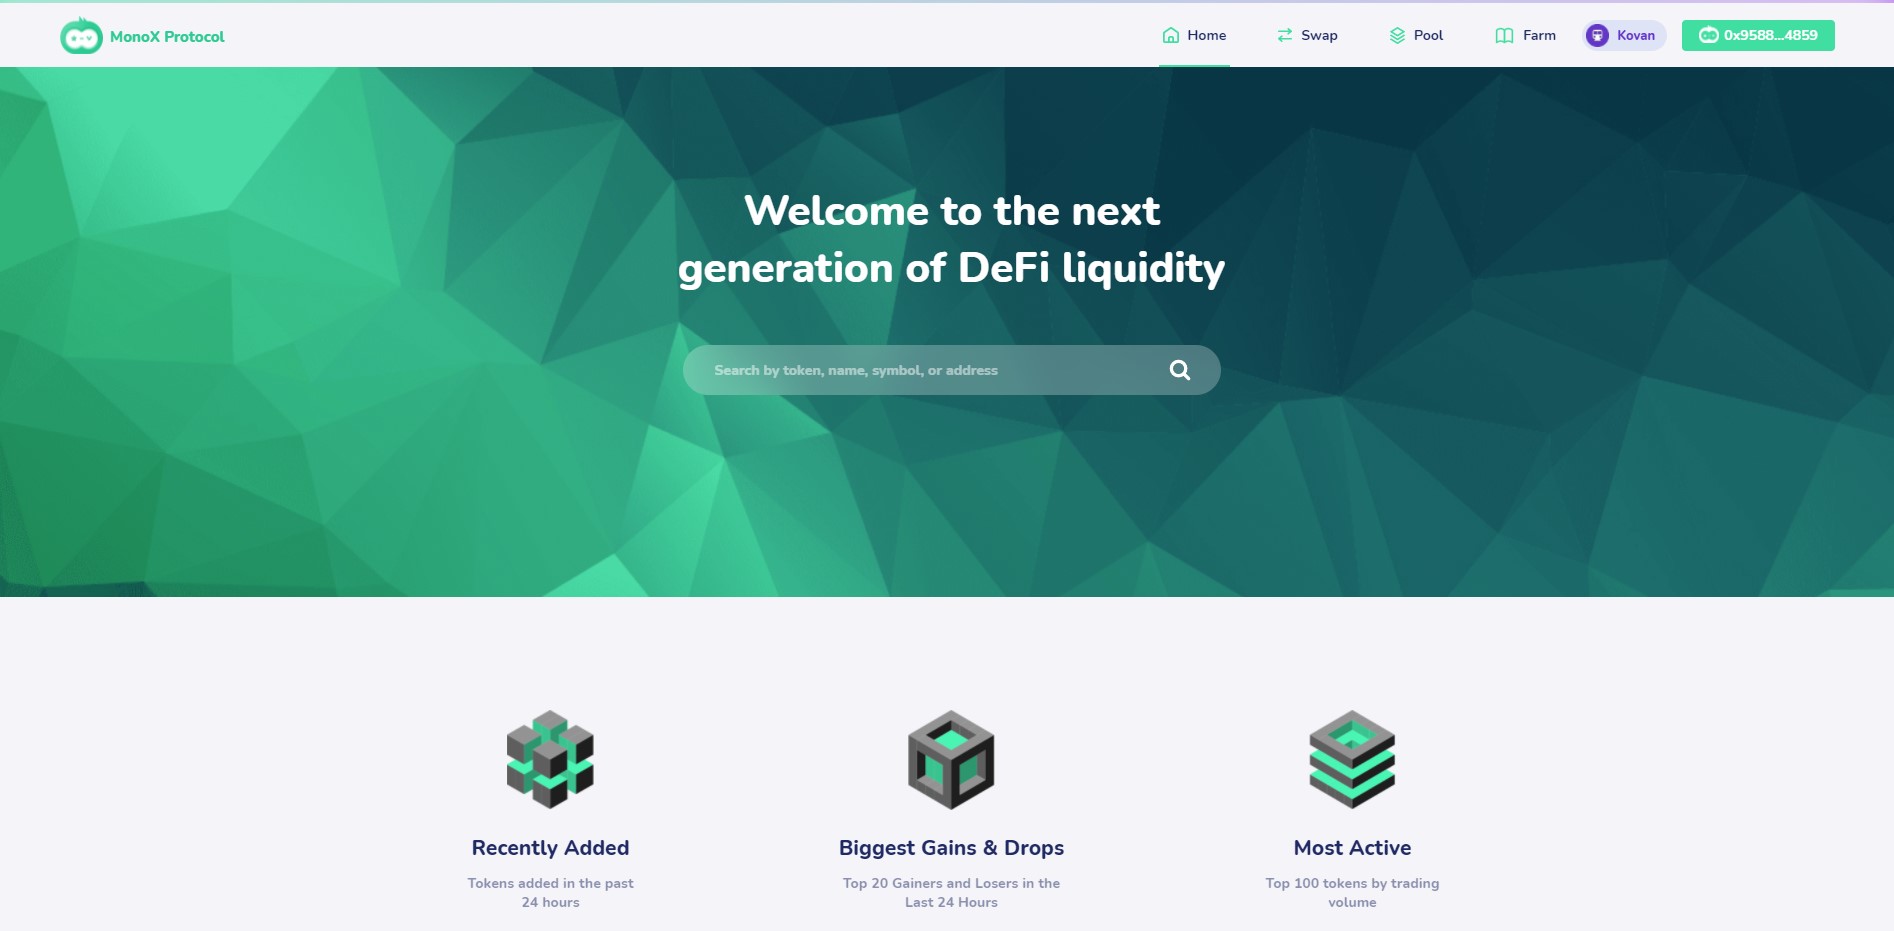 MonoX Protocol
Home
Swap
Pool
Farm
Kovan
0x9588...4859
Welcome to the next
generation of DeFi liquidity
Search by token, name, symbol, or address
Recently Added
Tokens added in the past
24 hours
Biggest Gains & Drops
Top 20 Gainers and Losers in the
Last 24 Hours
Most Active
Top 100 tokens by trading
volume